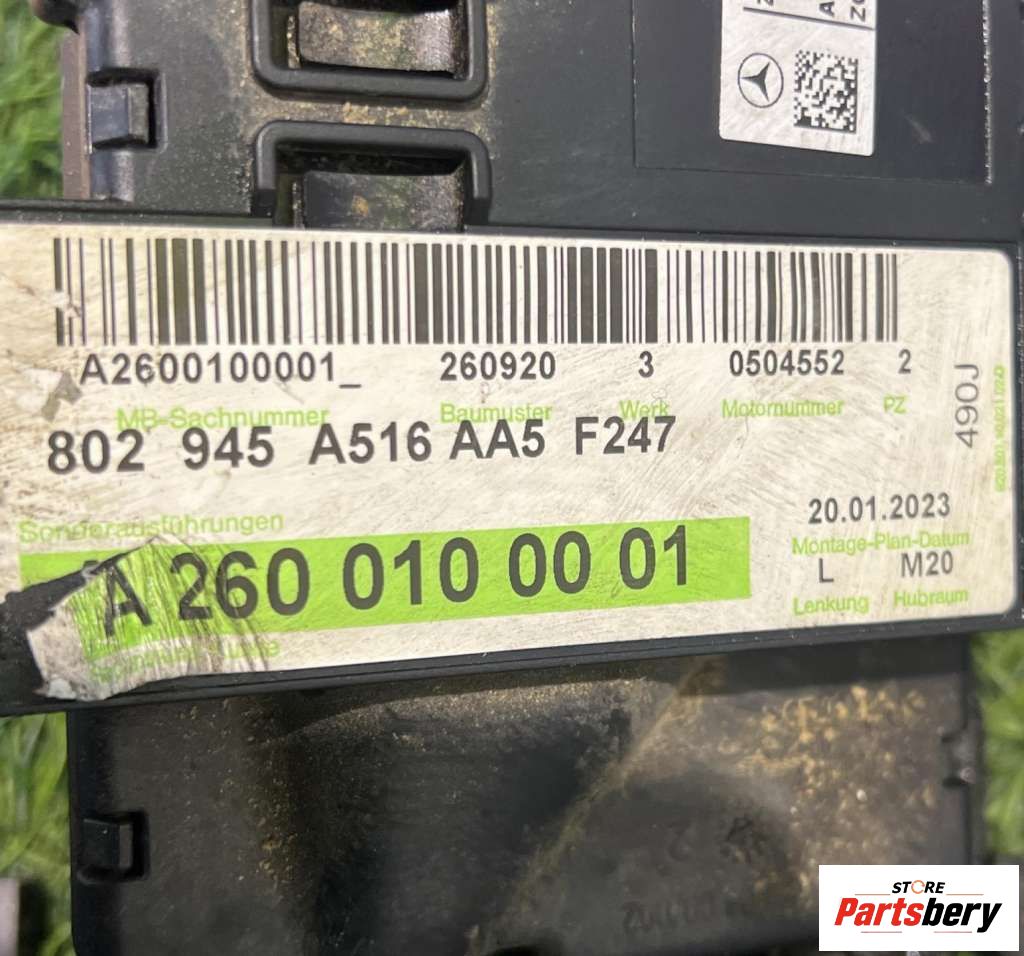 A2600100001_ 260920 3 0504552 2
MB-Sachnummer Baumuster Werk Motornummer PZ
802 945 A516 AA5 F247
490J
Sonderausführungen
20.01.2023
Montage-Plan-Datum
A 260 010 00 01
L M20
Lenkung Hubraum
STORE
Partsbery